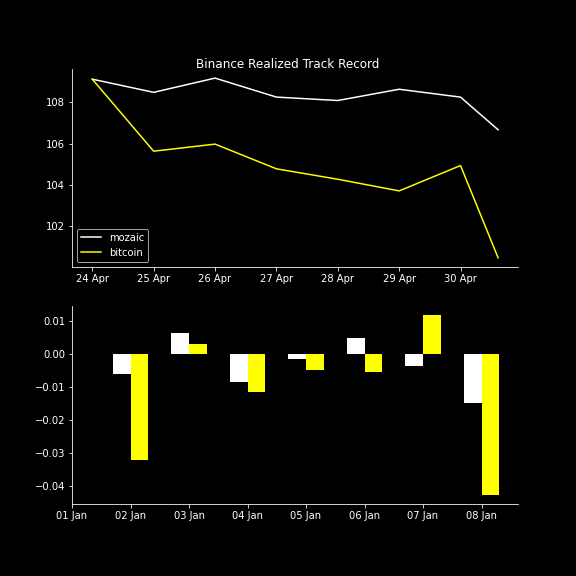 Binance Realized Track Record
108
106
104
102
mozaic
bitcoin
24 Apr 25 Apr 26 Apr 27 Apr 28 Apr 29 Apr 30 Apr
0.01
0.00
−0.01
−0.02
−0.03
−0.04
01 Jan 02 Jan 03 Jan 04 Jan 05 Jan 06 Jan 07 Jan 08 Jan